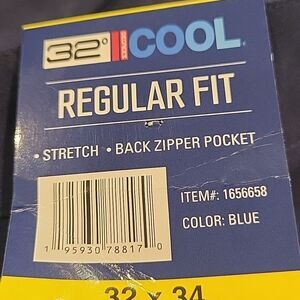 32° COOL
REGULAR FIT
• STRETCH • BACK ZIPPER POCKET
ITEM#: 1656658
COLOR: BLUE
1 95930 78817 0
32 x 34